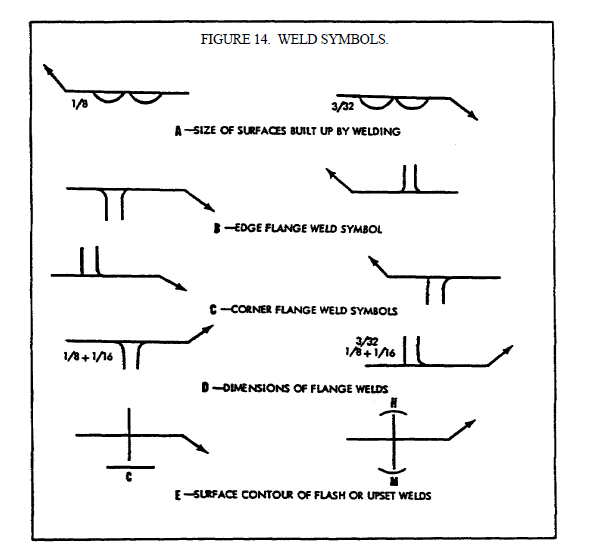 FIGURE 14. WELD SYMBOLS.
1/8
3/32
A—SIZE OF SURFACES BUILT UP BY WELDING
B—EDGE FLANGE WELD SYMBOL
C—CORNER FLANGE WELD SYMBOLS
1/8 + 1/16
3/32
1/8 + 1/16
D—DIMENSIONS OF FLANGE WELDS
H
C
M
E—SURFACE CONTOUR OF FLASH OR UPSET WELDS